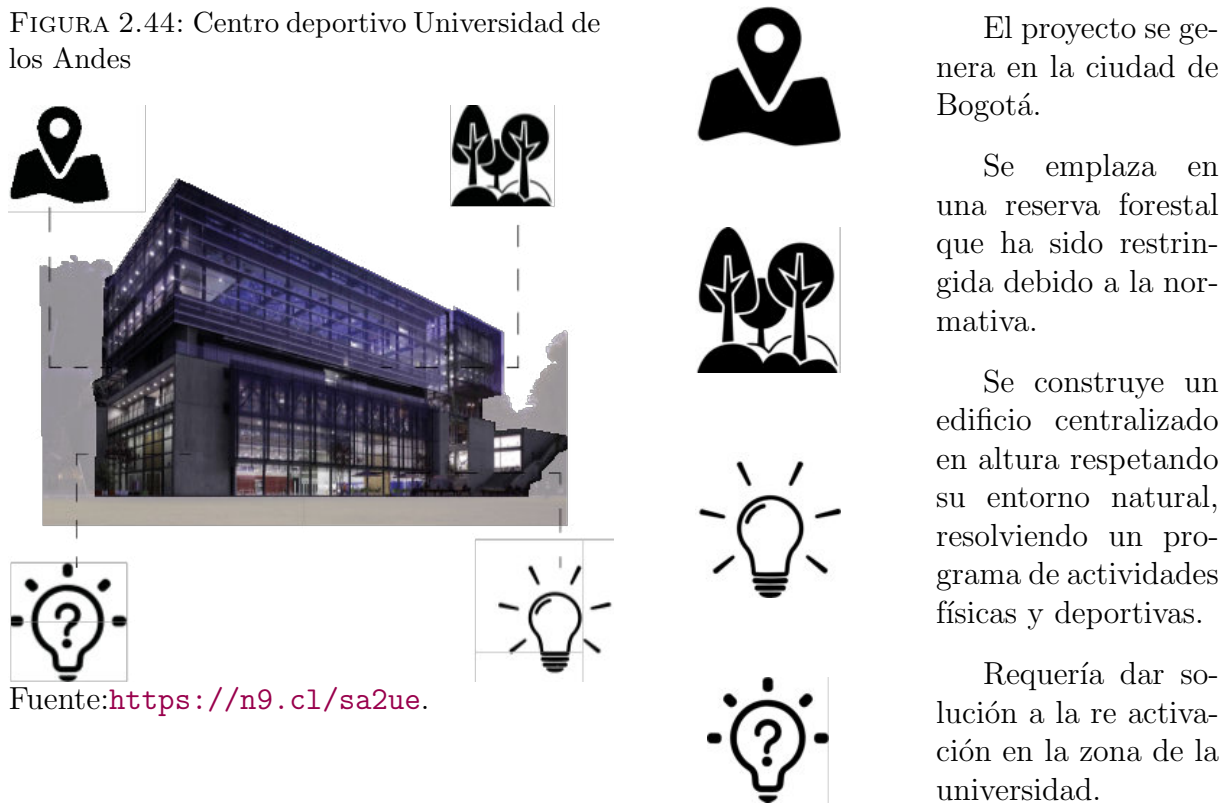 FIGURA 2.44: Centro deportivo Universidad de
los Andes
Fuente:https://n9.cl/sa2ue.
El proyecto se ge-
nera en la ciudad de
Bogotá.
Se emplaza en
una reserva forestal
que ha sido restrin-
gida debido a la nor-
mativa.
Se construye un
edificio centralizado
en altura respetando
su entorno natural,
resolviendo un pro-
grama de actividades
físicas y deportivas.
Requería dar so-
lución a la re activa-
ción en la zona de la
universidad.